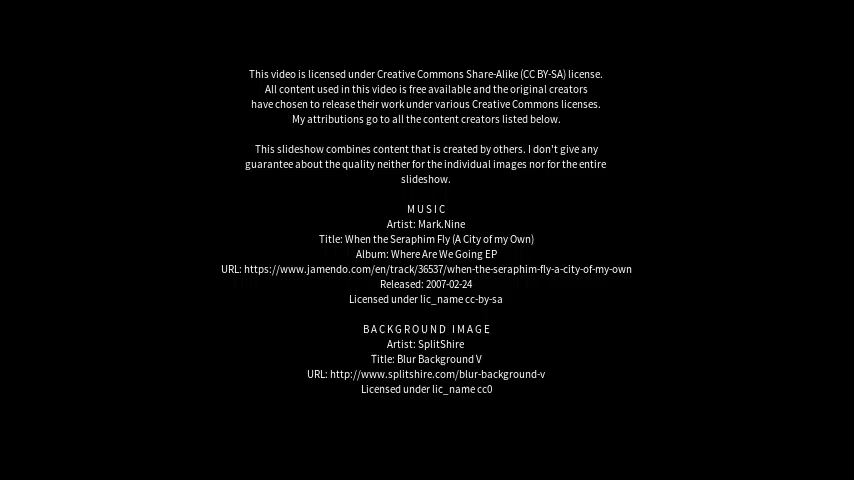 This video is licensed under Creative Commons Share-Alike (CC BY-SA) license.
All content used in this video is free available and the original creators
have chosen to release their work under various Creative Commons licenses.
My attributions go to all the content creators listed below.
This slideshow combines content that is created by others. I don't give any
guarantee about the quality neither for the individual images nor for the entire
slideshow.
MUSIC
Artist: Mark.Nine
Title: When the Seraphim Fly (A City of my Own)
Album: Where Are We Going EP
URL: https://www.jamendo.com/en/track/36537/when-the-seraphim-fly-a-city-of-my-own
Released: 2007-02-24
Licensed under lic_name cc-by-sa
BACKGROUND IMAGE
Artist: SplitShire
Title: Blur Background V
URL: http://www.splitshire.com/blur-background-v
Licensed under lic_name cc0